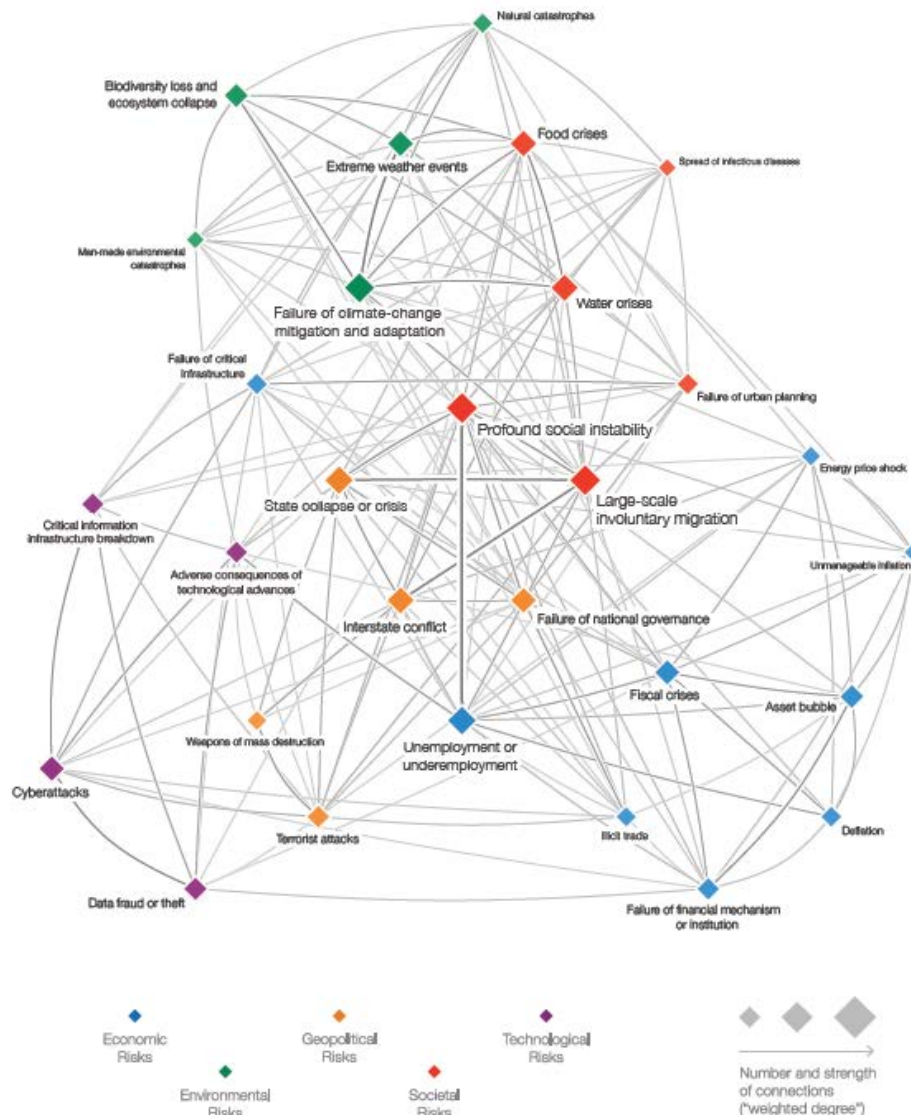 Natural catastrophes
Biodiversity loss and
ecosystem collapse
Food crises
Extreme weather events
Spread of infectious diseases
Man-made environmental
catastrophes
Water crises
Failure of climate-change
mitigation and adaptation
Failure of critical
infrastructure
Failure of urban planning
Profound social instability
Energy price shock
State collapse or crisis
Large-scale
involuntary migration
Critical information
infrastructure breakdown
Unmanageable inflation
Adverse consequences of
technological advances
Interstate conflict
Failure of national governance
Fiscal crises
Asset bubble
Weapons of mass destruction
Unemployment or
underemployment
Cyberattacks
Terrorist attacks
Illicit trade
Deflation
Data fraud or theft
Failure of financial mechanism
or institution
Economic
Risks
Geopolitical
Risks
Technological
Risks
Environmental
Risks
Societal
Risks
Number and strength
of connections
("weighted degree")